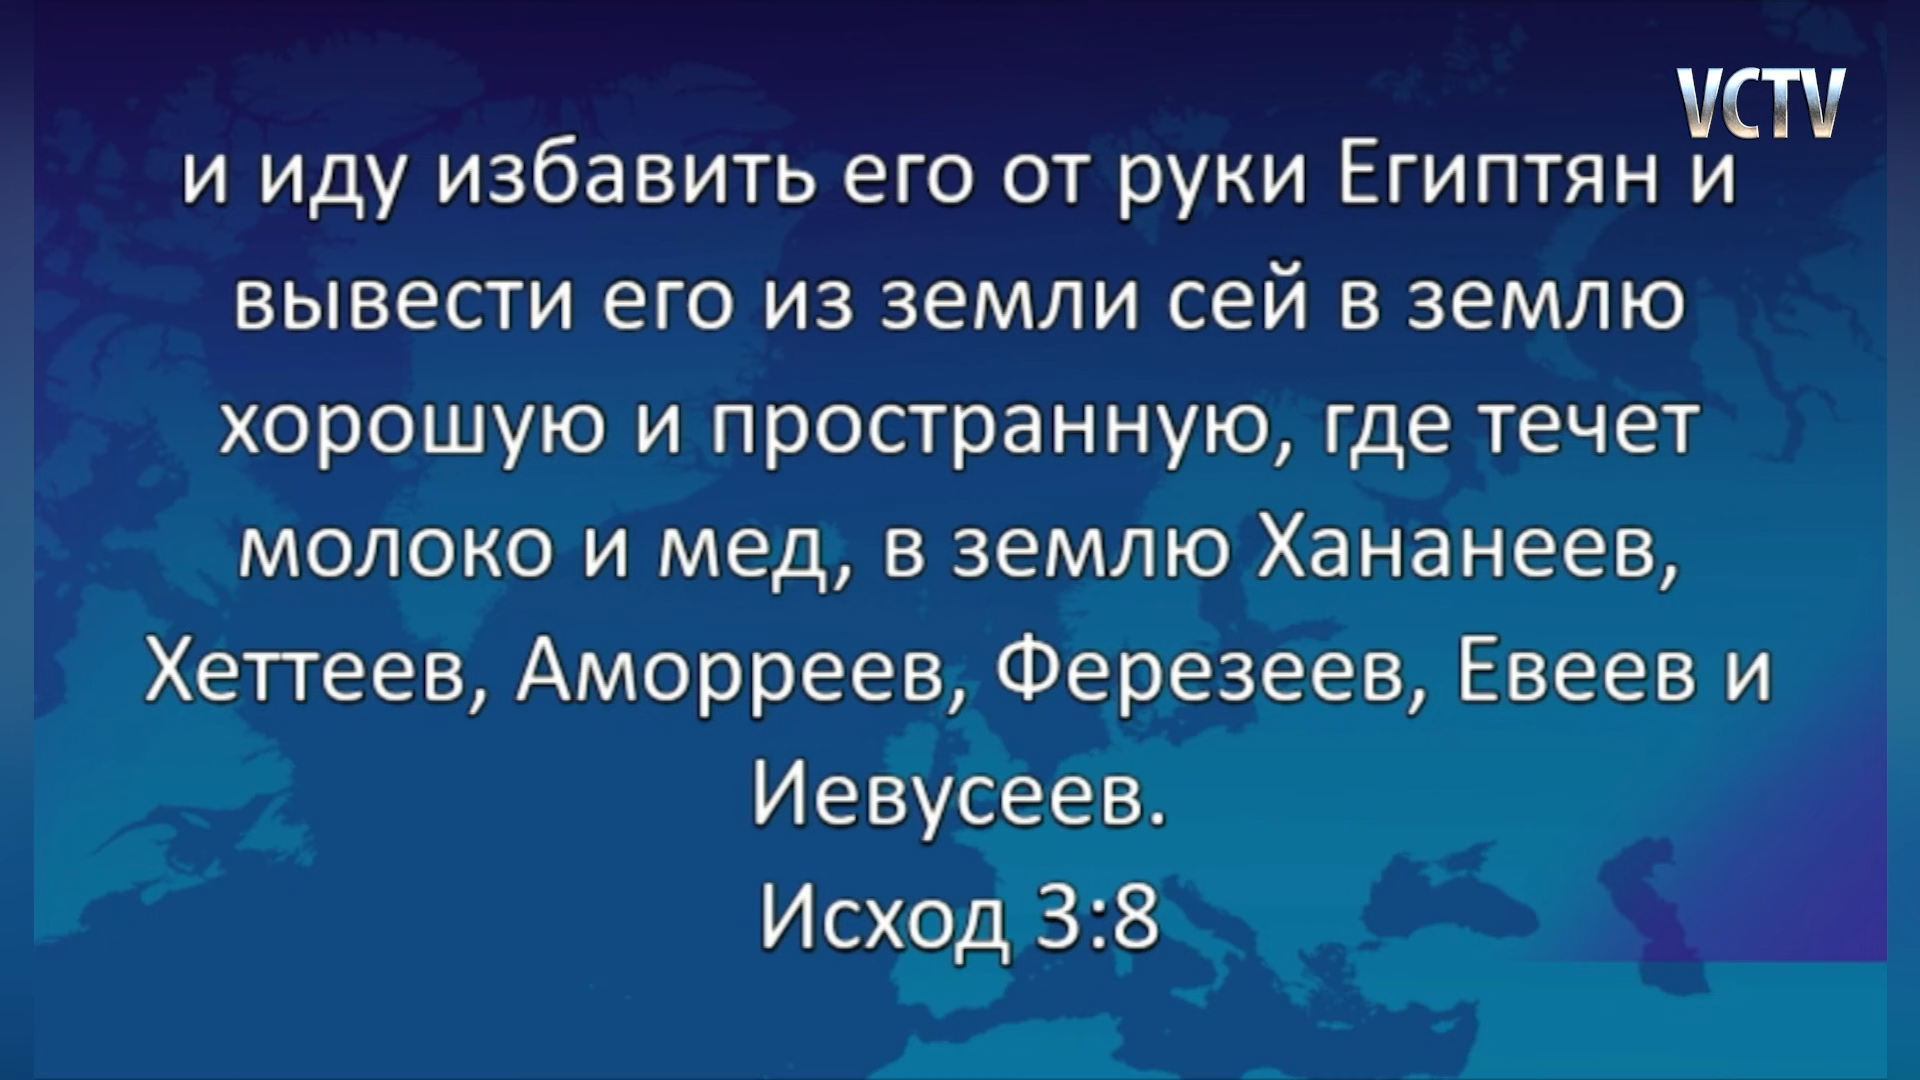 VCTV
и иду избавить его от руки Египтян и
вывести его из земли сей в землю
хорошую и пространную, где течет
молоко и мед, в землю Хананеев,
Хеттеев, Аморреев, Ферезеев, Евеев и
Иевусеев.
Исход 3:8